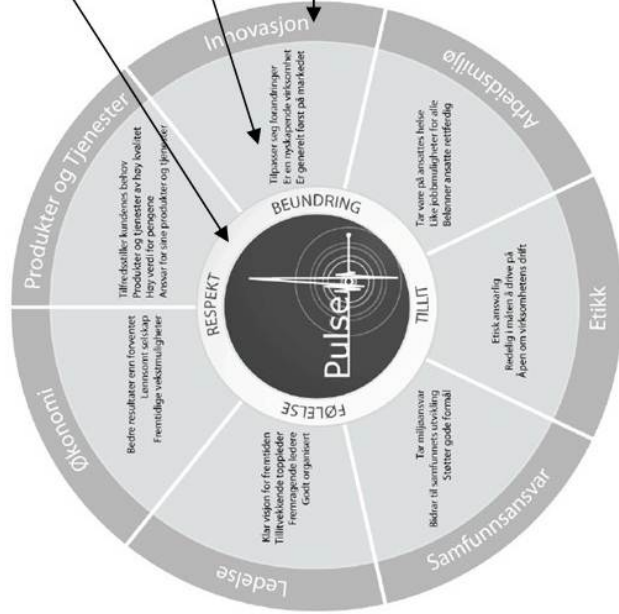 Produkter og Tjenester
Tilfredsstiller kundenes behov
Produkter og tjenester av høy kvalitet
Høy verdi for pengene
Ansvar for sine produkter og tjenester
Innovasjon
Tilpasser seg forandringer
Er en nyskapende virksomhet
Er generelt først på markedet
Arbeidsmiljø
Tar vare på ansattes helse
Like jobbmuligheter for alle
Belønner ansatte rettferdig
Etikk
Etisk ansvarlig
Redelig i måten å drive på
Åpen om virksomhetens drift
Samfunnsansvar
Tar miljøansvar
Bidrar til samfunnets utvikling
Støtter gode formål
Ledelse
Klar visjon for fremtiden
Tillitvekkende toppleder
Fremragende ledere
Godt organisert
Økonomi
Bedre resultater enn forventet
Lønnsomt selskap
Fremtidige vekstmuligheter
RESPEKT
BEUNDRING
TILLIT
FØLELSE
Pulse